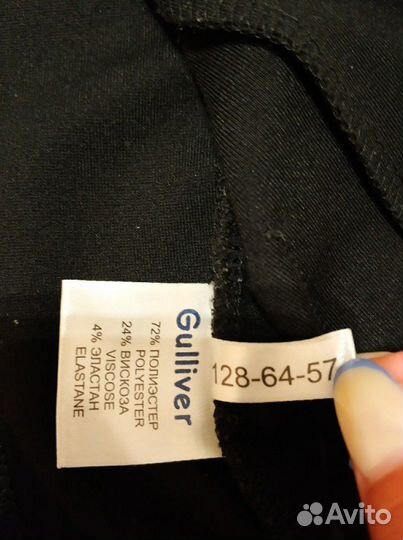 Gulliver
72% ПОЛИЭСТЕР
POLYESTER
24% ВИСКОЗА
VISCOSE
4% ЭЛАСТАН
ELASTANE
128-64-57
Avito